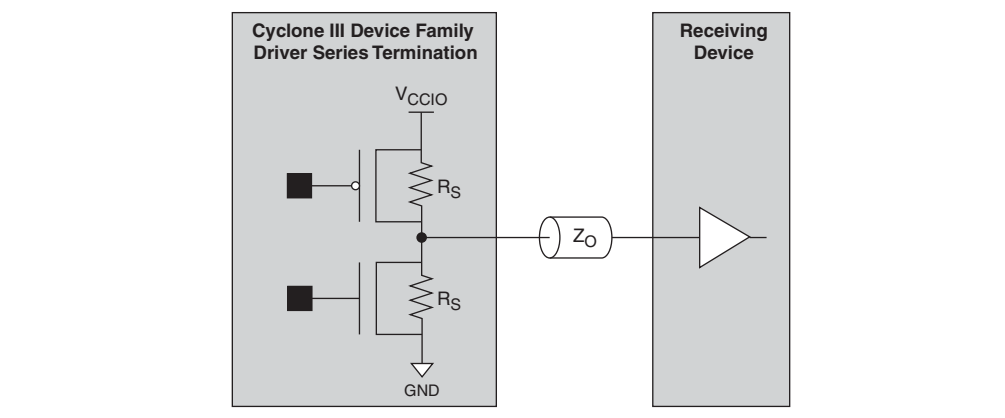 Cyclone III Device Family
Driver Series Termination
Receiving
Device
VCCIO
RS
ZO
RS
GND